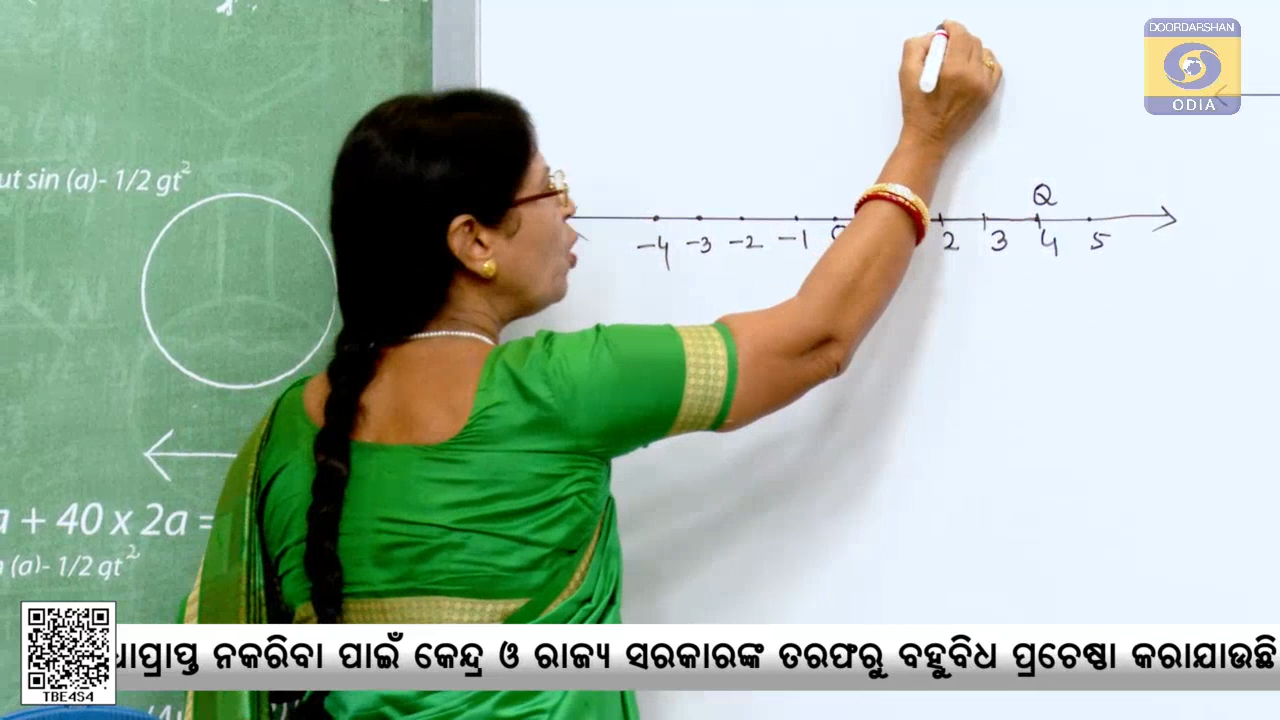 DOORDARSHAN
ODIA
ut sin (a)- 1/2 gt²
Q
-4 -3 -2 -1 2 3 4 5
a + 40 x 2a =
(a)- 1/2 gt²
ନକରିବା ପାଇଁ କେନ୍ଦ୍ର ଓ ରାଜ୍ୟ ସରକାରଙ୍କ ତରଫରୁ ବହୁବିଧ ପ୍ରଚେଷ୍ଟା କରାଯାଉଛି
TBE4S4